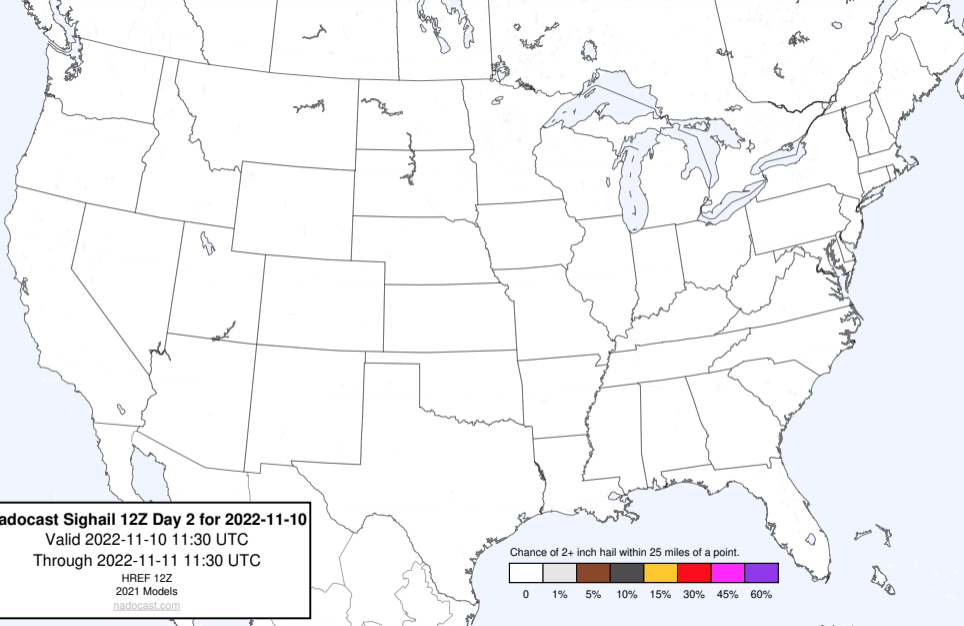 adocast Sighail 12Z Day 2 for 2022-11-10
Valid 2022-11-10 11:30 UTC
Through 2022-11-11 11:30 UTC
HREF 12Z
2021 Models
nadocast.com
Chance of 2+ inch hail within 25 miles of a point.
0 1% 5% 10% 15% 30% 45% 60%